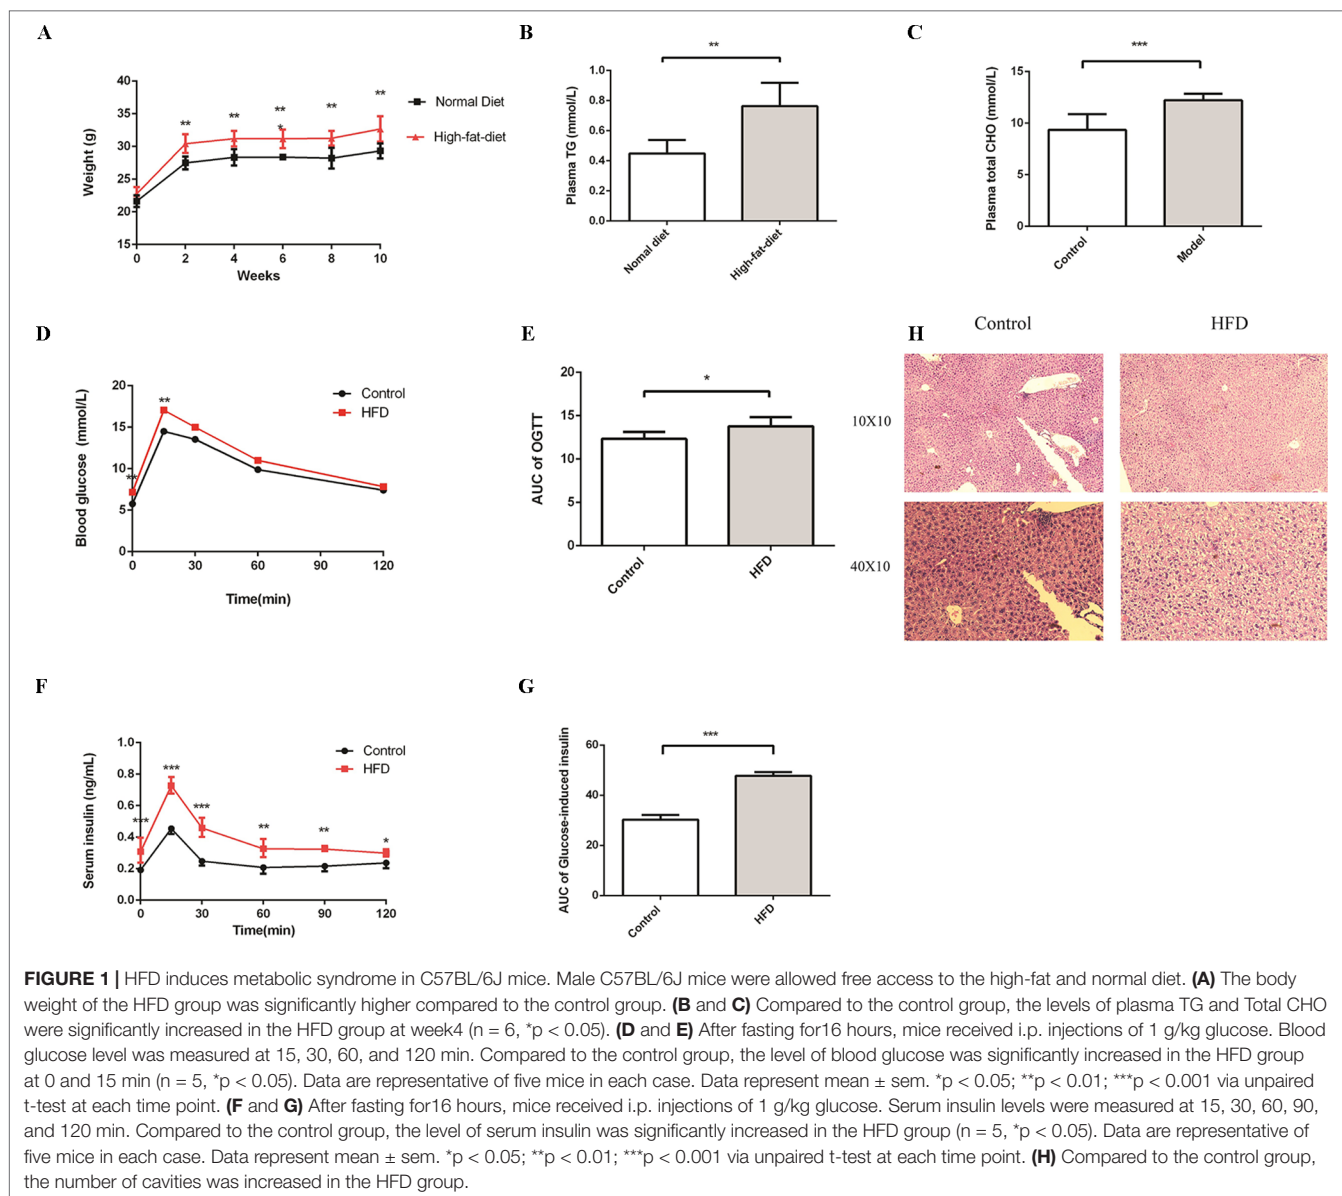 A
40
35
30
25
20
15
Weight (g)
0 2 4 6 8 10
Weeks
** ** ** * ** **
Normal Diet
High-fat-diet
B
**
1.0
0.8
0.6
0.4
0.2
0.0
Plasma TG (mmol/L)
Nomal diet
High-fat-diet
C
***
15
10
5
0
Plasma total CHO (mmol/L)
Control
Model
D
20
15
10
5
0
Blood glucose (mmol/L)
** **
0 30 60 90 120
Time(min)
Control
HFD
E
*
20
15
10
5
0
AUC of OGTT
Control
HFD
H
Control HFD
10X10
40X10
F
1.0
0.8
0.6
0.4
0.2
0.0
Serum insulin (ng/mL)
*** *** *** ** ** *
0 30 60 90 120
Time(min)
Control
HFD
G
***
60
40
20
0
AUC of Glucose-induced insulin
Control
HFD
FIGURE 1 | HFD induces metabolic syndrome in C57BL/6J mice. Male C57BL/6J mice were allowed free access to the high-fat and normal diet. (A) The body
weight of the HFD group was significantly higher compared to the control group. (B and C) Compared to the control group, the levels of plasma TG and Total CHO
were significantly increased in the HFD group at week4 (n = 6, *p < 0.05). (D and E) After fasting for16 hours, mice received i.p. injections of 1 g/kg glucose. Blood
glucose level was measured at 15, 30, 60, and 120 min. Compared to the control group, the level of blood glucose was significantly increased in the HFD group
at 0 and 15 min (n = 5, *p < 0.05). Data are representative of five mice in each case. Data represent mean ± sem. *p < 0.05; **p < 0.01; ***p < 0.001 via unpaired
t-test at each time point. (F and G) After fasting for16 hours, mice received i.p. injections of 1 g/kg glucose. Serum insulin levels were measured at 15, 30, 60, 90,
and 120 min. Compared to the control group, the level of serum insulin was significantly increased in the HFD group (n = 5, *p < 0.05). Data are representative of
five mice in each case. Data represent mean ± sem. *p < 0.05; **p < 0.01; ***p < 0.001 via unpaired t-test at each time point. (H) Compared to the control group,
the number of cavities was increased in the HFD group.